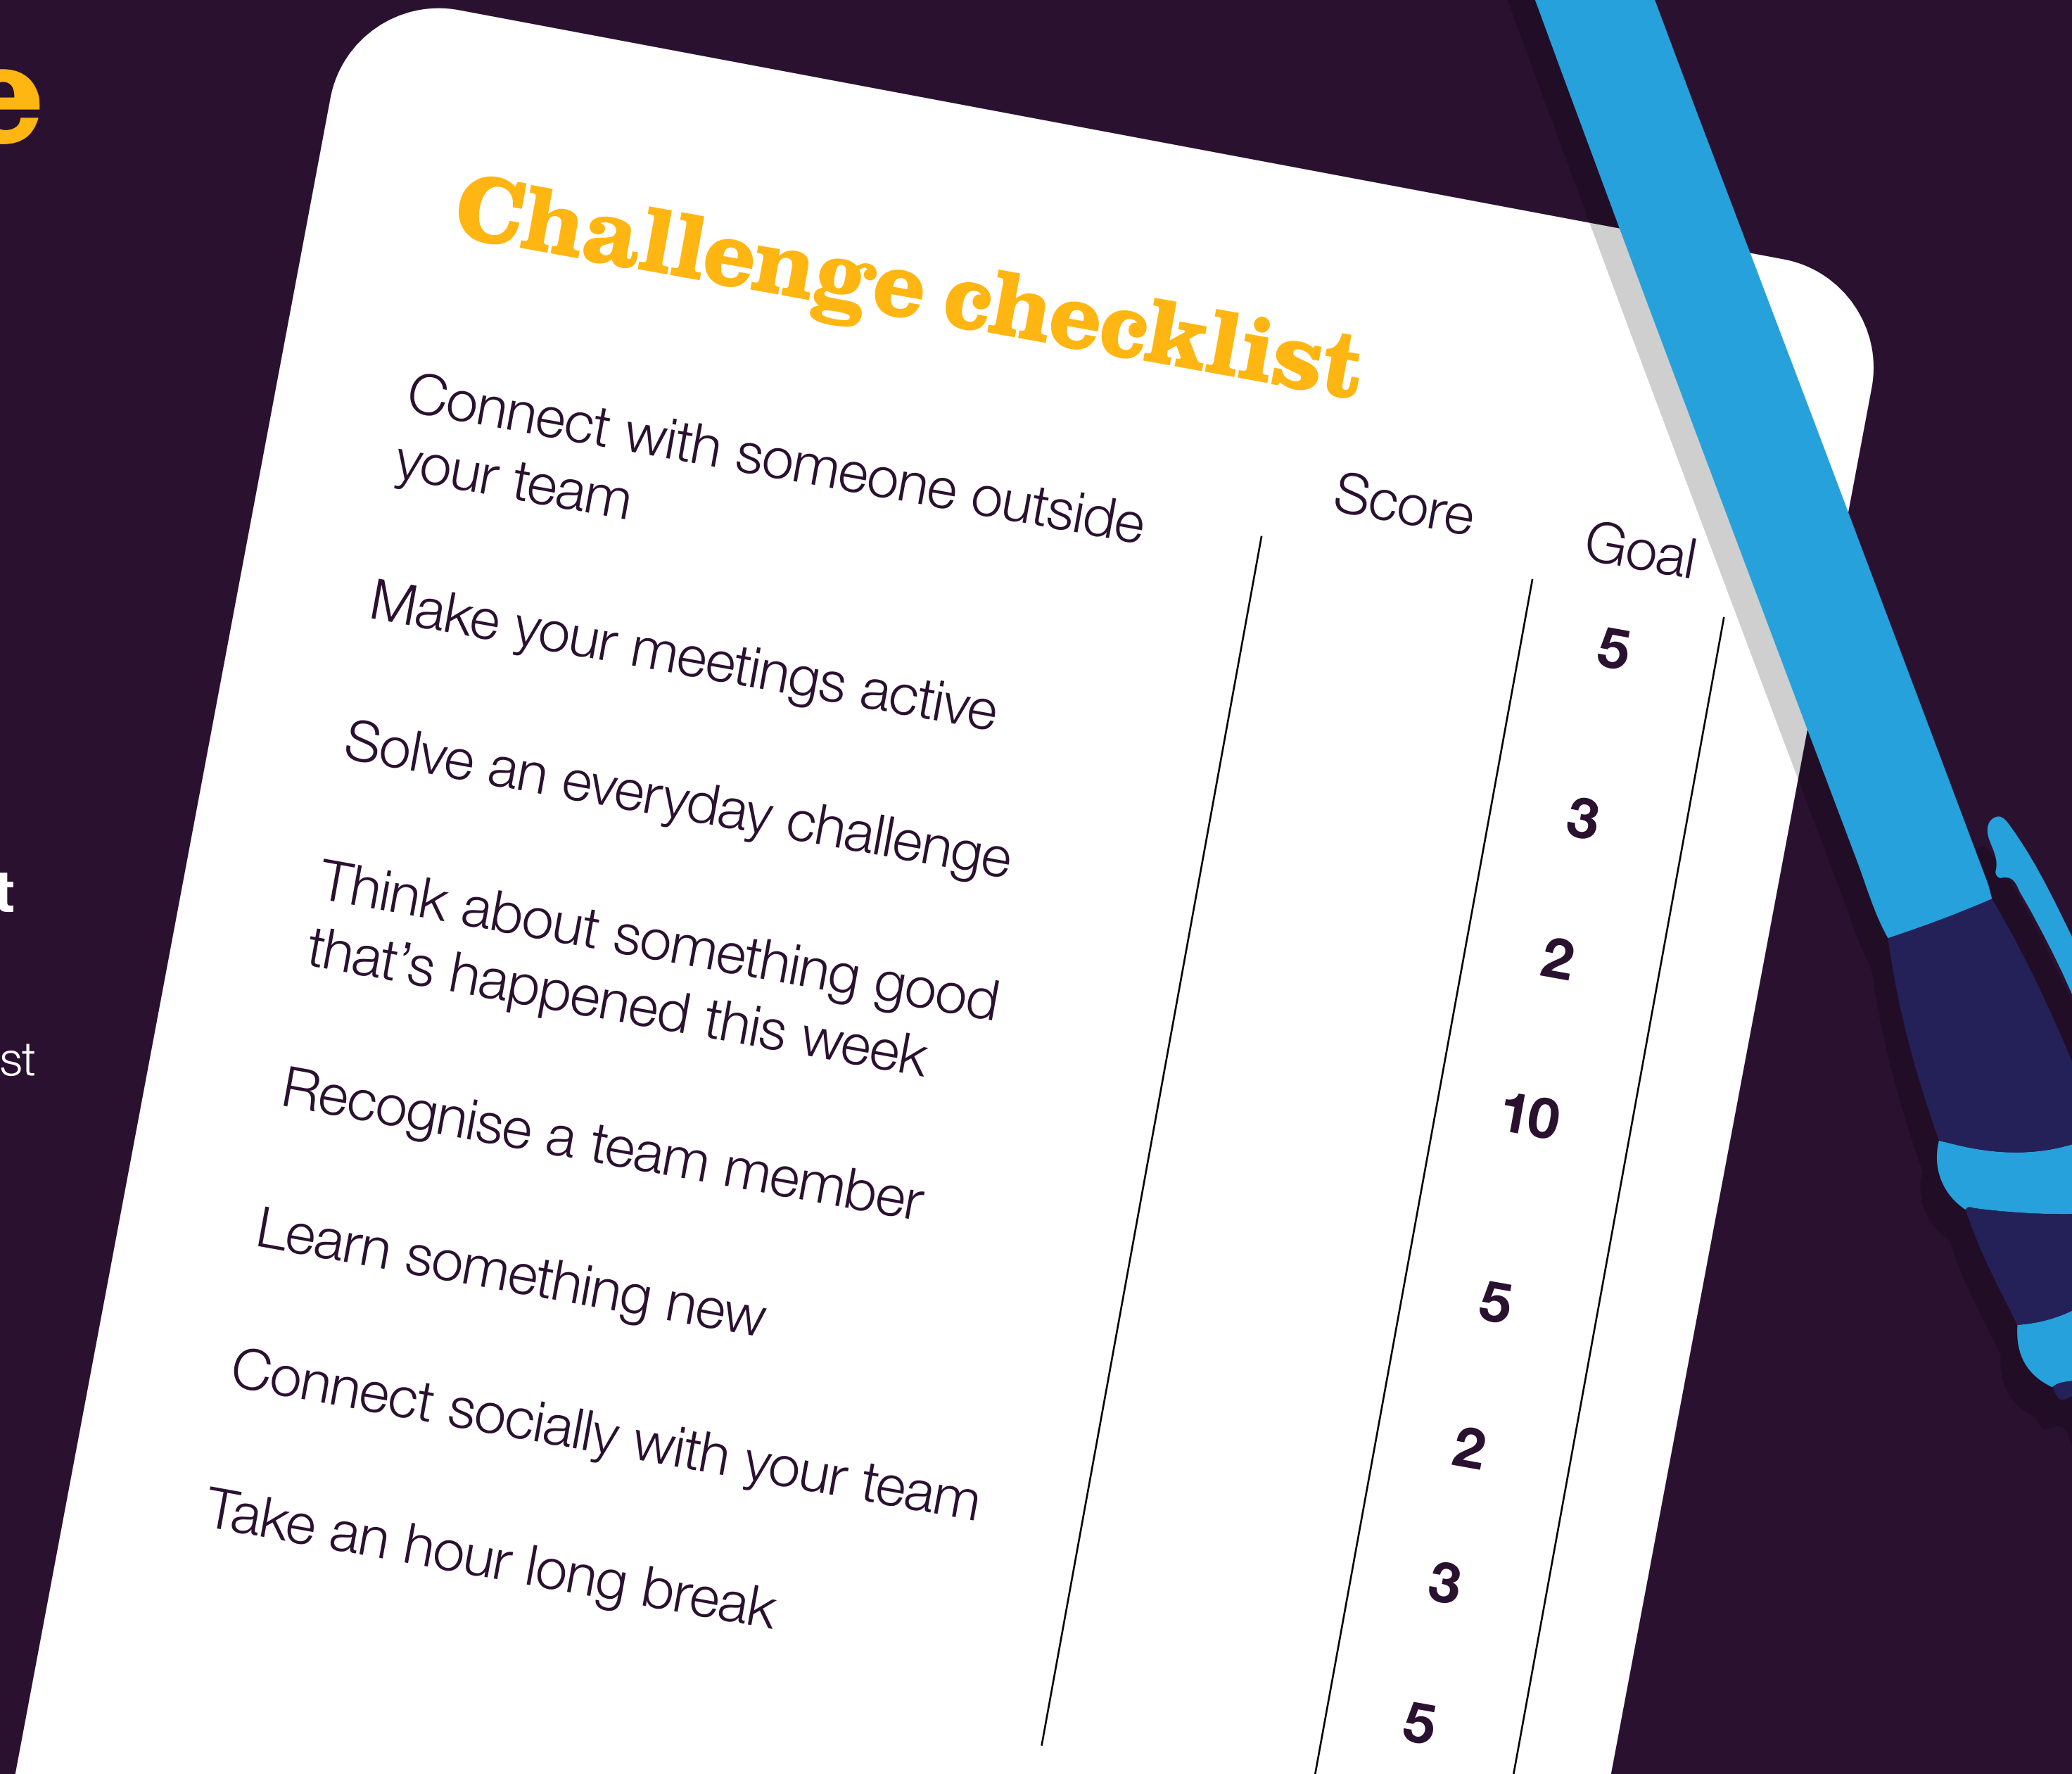 e
Challenge checklist
Score
Goal
Connect with someone outside
your team
5
Make your meetings active
3
Solve an everyday challenge
2
Think about something good
that's happened this week
10
Recognise a team member
5
Learn something new
2
Connect socially with your team
3
Take an hour long break
5
t
st